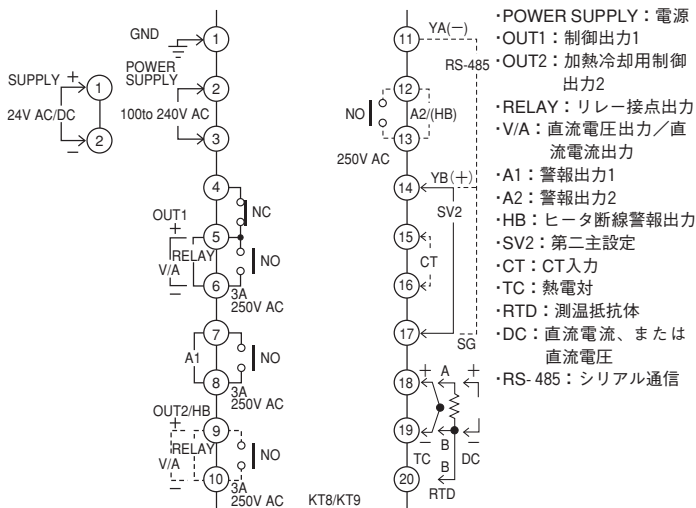 SUPPLY
+
1
24V AC/DC
−
2
GND
1
POWER
SUPPLY
2
100to 240V AC
3
4
NC
OUT1
+
5
RELAY
V/A
NO
−
6
3A
250V AC
7
A1
NO
8
3A
250V AC
OUT2/HB
+
9
RELAY
V/A
NO
−
10
3A
250V AC
KT8/KT9
11
YA(−)
RS-485
12
NO
A2/(HB)
13
250V AC
14
YB(+)
SV2
15
CT
16
17
SG
18
+
A
+
19
−
B
−
TC
DC
B
20
RTD
・POWER SUPPLY：電源
・OUT1：制御出力1
・OUT2：加熱冷却用制御
出力2
・RELAY：リレー接点出力
・V/A：直流電圧出力／直
流電流出力
・A1：警報出力1
・A2：警報出力2
・HB：ヒータ断線警報出力
・SV2：第二主設定
・CT：CT入力
・TC：熱電対
・RTD：測温抵抗体
・DC：直流電流、または
直流電圧
・RS- 485：シリアル通信